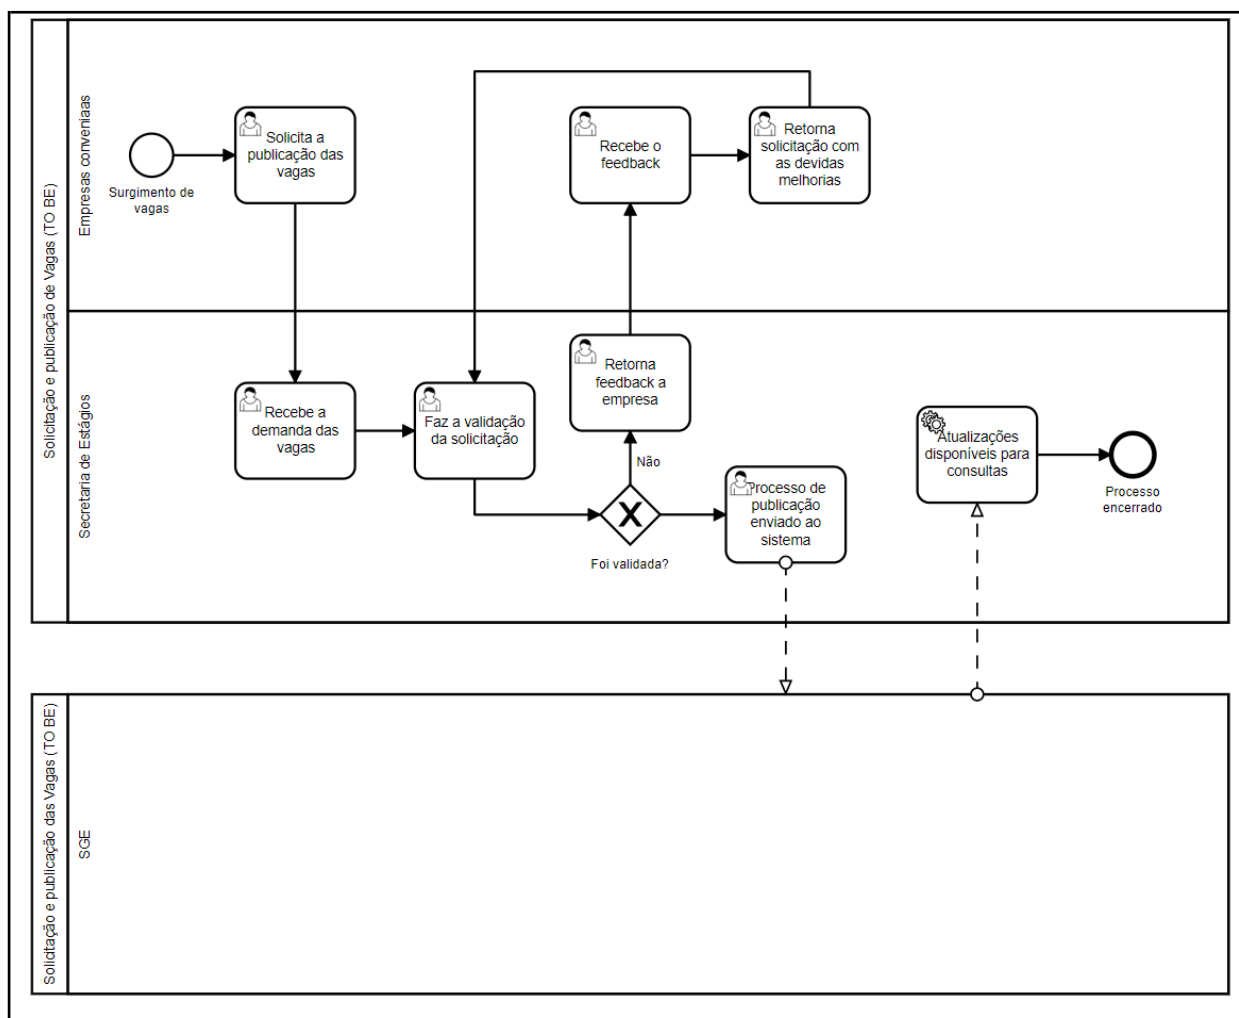 Solicitação e publicação de Vagas (TO BE)
Empresas conveniaas
Surgimento de
vagas
Solicita a
publicação das
vagas
Recebe o
feedback
Retorna
solicitação com
as devidas
melhorias
Secretaria de Estágios
Recebe a
demanda das
vagas
Faz a validação
da solicitação
Retorna
feedback a
empresa
Não
Foi validada?
Processo de
publicação
enviado ao
sistema
Atualizações
disponíveis para
consultas
Processo
encerrado
Solicitação e publicação das Vagas (TO BE)
SGE